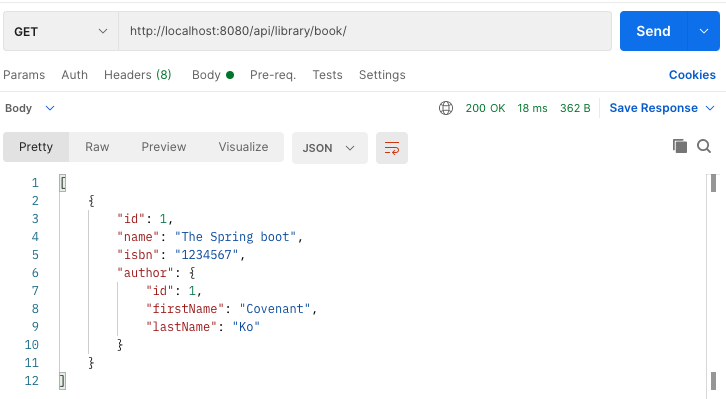 GET http://localhost:8080/api/library/book/ Send
Params Auth Headers (8) Body Pre-req. Tests Settings Cookies
Body 200 OK 18 ms 362 B Save Response
Pretty Raw Preview Visualize JSON
1 [
2 {
3 "id": 1,
4 "name": "The Spring boot",
5 "isbn": "1234567",
6 "author": {
7 "id": 1,
8 "firstName": "Covenant",
9 "lastName": "Ko"
10 }
11 }
12 ]